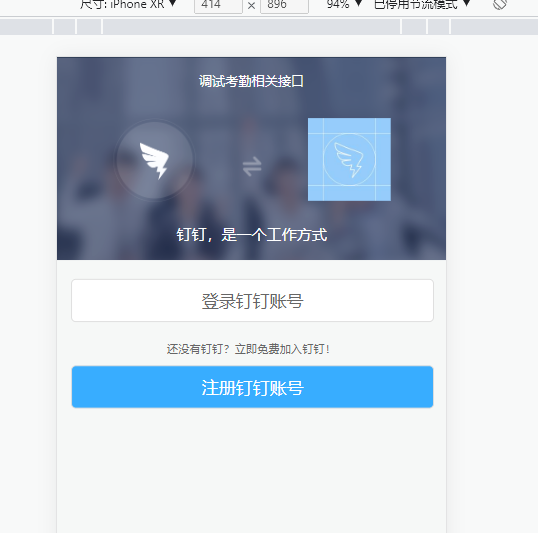 尺寸: iPhone XR ▼ 414 × 896 94% ▼ 已停用节流模式 ▼
调试考勤相关接口
钉钉，是一个工作方式
登录钉钉账号
还没有钉钉？立即免费加入钉钉！
注册钉钉账号